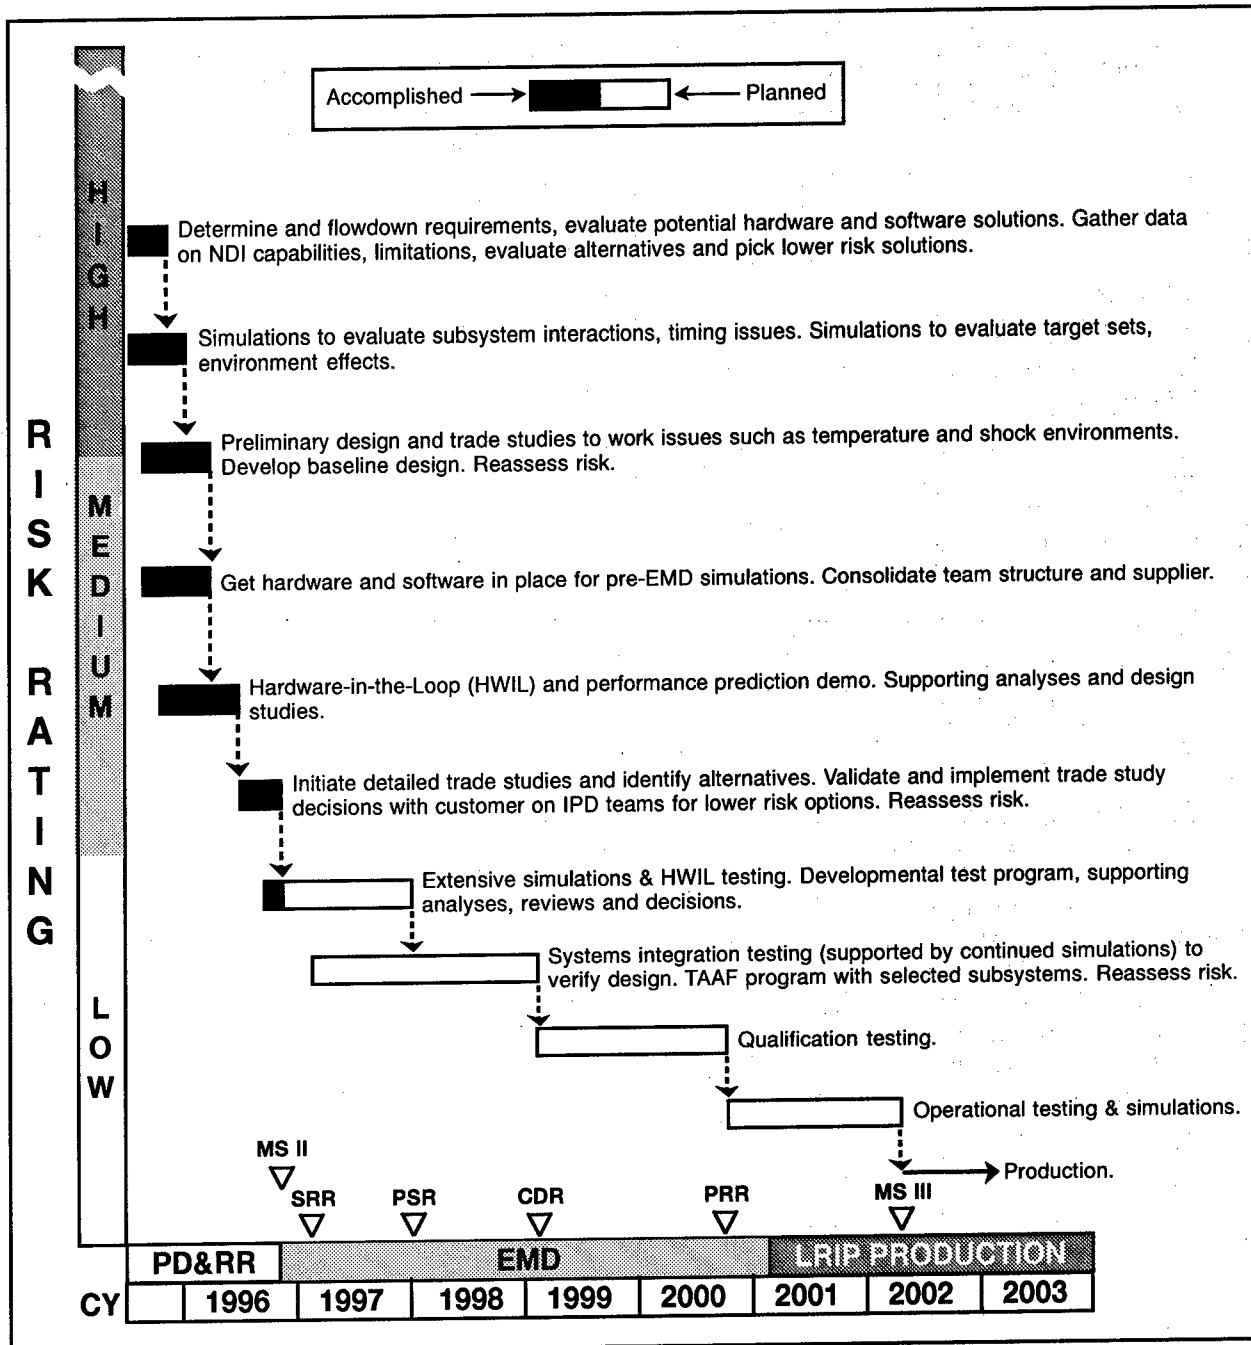 Accomplished
Planned
RISK RATING
HIGH
MEDIUM
LOW
Determine and flowdown requirements, evaluate potential hardware and software solutions. Gather data
on NDI capabilities, limitations, evaluate alternatives and pick lower risk solutions.
Simulations to evaluate subsystem interactions, timing issues. Simulations to evaluate target sets,
environment effects.
Preliminary design and trade studies to work issues such as temperature and shock environments.
Develop baseline design. Reassess risk.
Get hardware and software in place for pre-EMD simulations. Consolidate team structure and supplier.
Hardware-in-the-Loop (HWIL) and performance prediction demo. Supporting analyses and design
studies.
Initiate detailed trade studies and identify alternatives. Validate and implement trade study
decisions with customer on IPD teams for lower risk options. Reassess risk.
Extensive simulations & HWIL testing. Developmental test program, supporting
analyses, reviews and decisions.
Systems integration testing (supported by continued simulations) to
verify design. TAAF program with selected subsystems. Reassess risk.
Qualification testing.
Operational testing & simulations.
Production.
MS II
SRR
PSR
CDR
PRR
MS III
PD&RR
EMD
LRIP PRODUCTION
CY
1996
1997
1998
1999
2000
2001
2002
2003